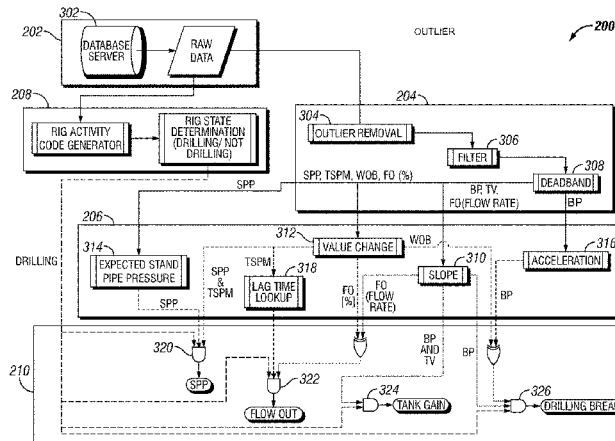 302
202
DATABASE
SERVER
RAW
DATA
OUTLIER
200
208
RIG ACTIVITY
CODE GENERATOR
RIG STATE
DETERMINATION
(DRILLING/ NOT
DRILLING)
204
304
OUTLIER REMOVAL
306
FILTER
308
DEADBAND
SPP
SPP, TSPM, WOB, FO (%)
BP, TV,
FO(FLOW RATE)
BP
206
312
VALUE CHANGE
WOB
314
EXPECTED STAND
PIPE PRESSURE
DRILLING
SPP
& TSPM
TSPM
318
LAG TIME
LOOKUP
SLOPE
310
316
ACCELERATION
SPP
FO
[%]
FO
(FLOW
RATE)
BP
BP
AND
TV
BP
210
320
SPP
322
FLOW OUT
324
TANK GAIN
326
DRILLING BREAK